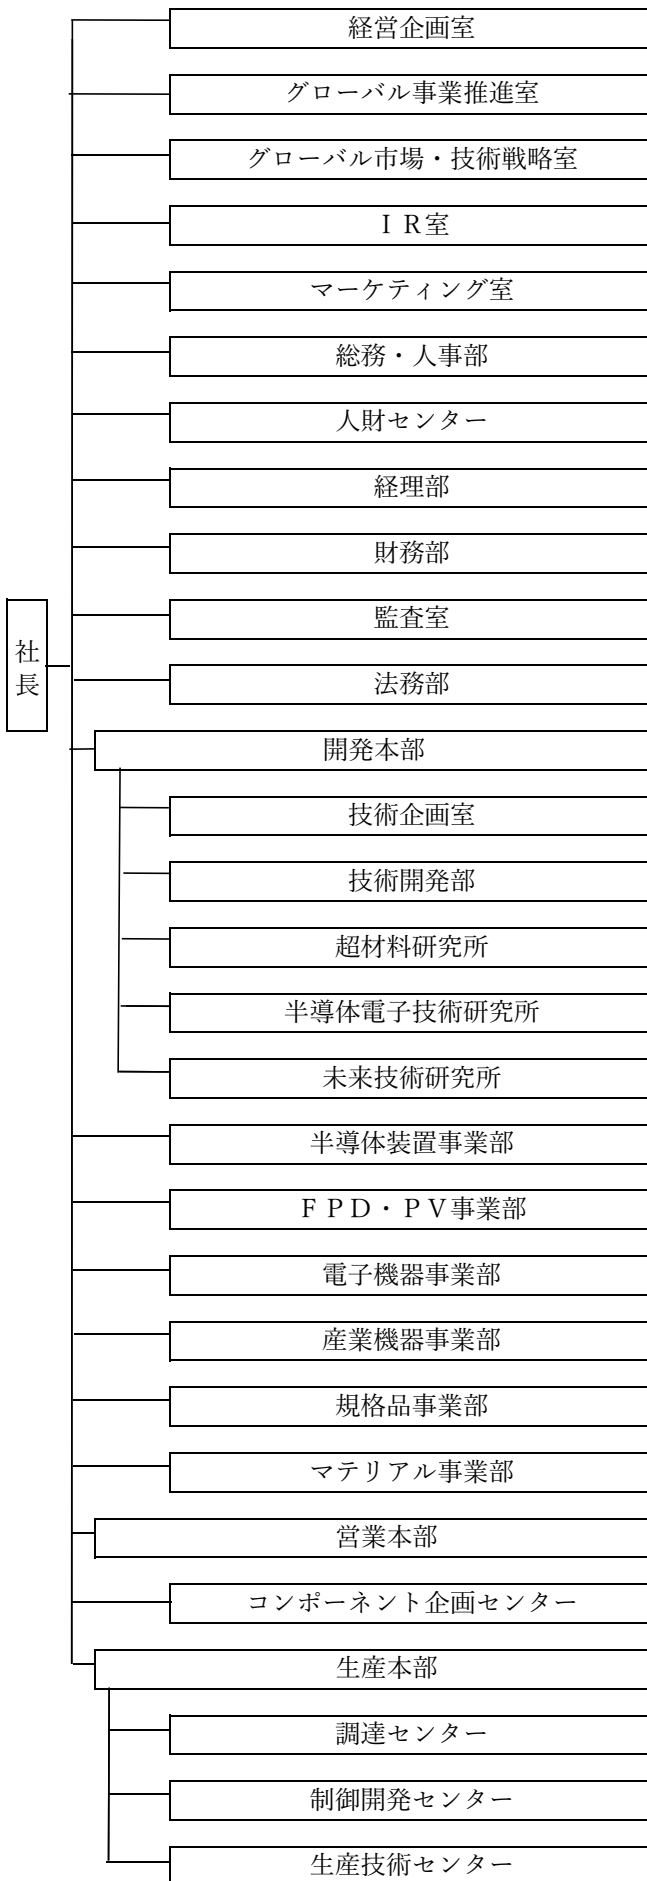 経営企画室
グローバル事業推進室
グローバル市場・技術戦略室
ＩＲ室
マーケティング室
総務・人事部
人財センター
経理部
財務部
監査室
社長
法務部
開発本部
技術企画室
技術開発部
超材料研究所
半導体電子技術研究所
未来技術研究所
半導体装置事業部
ＦＰＤ・ＰＶ事業部
電子機器事業部
産業機器事業部
規格品事業部
マテリアル事業部
営業本部
コンポーネント企画センター
生産本部
調達センター
制御開発センター
生産技術センター